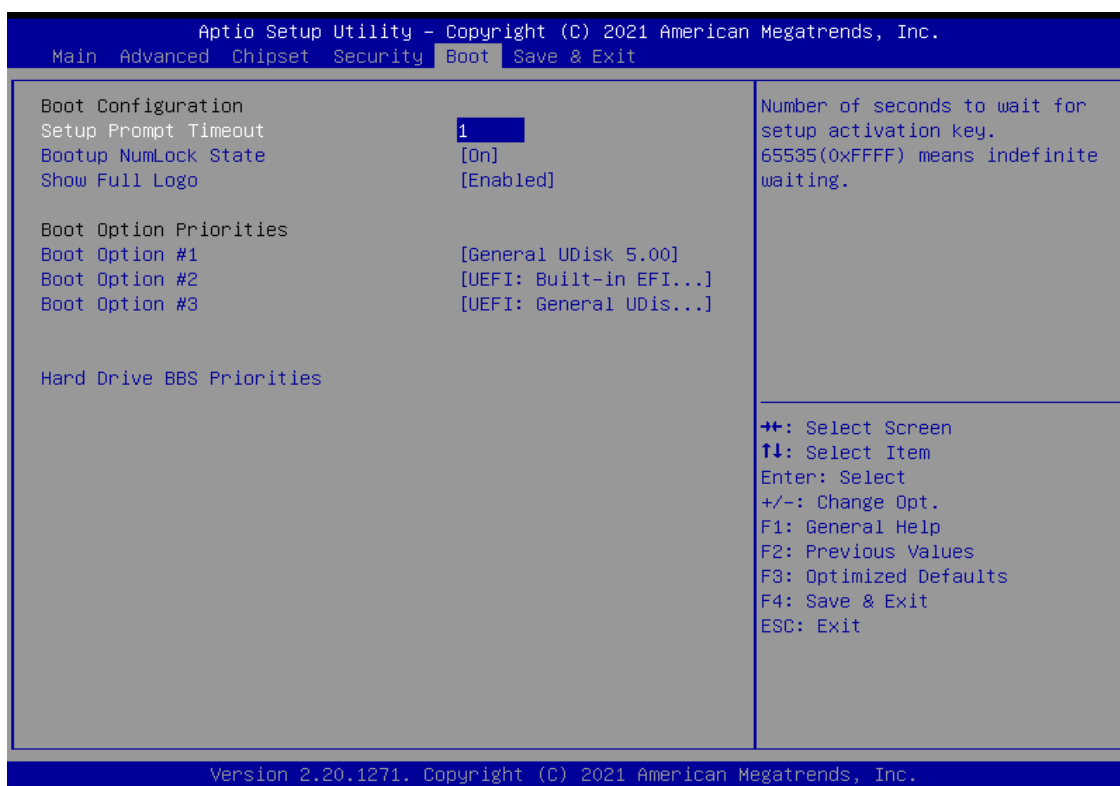 Aptio Setup Utility – Copyright (C) 2021 American Megatrends, Inc.
Main Advanced Chipset Security Boot Save & Exit
Boot Configuration
Setup Prompt Timeout 1
Bootup NumLock State [On]
Show Full Logo [Enabled]
Boot Option Priorities
Boot Option #1 [General UDisk 5.00]
Boot Option #2 [UEFI: Built-in EFI...]
Boot Option #3 [UEFI: General UDis...]
Hard Drive BBS Priorities
Number of seconds to wait for
setup activation key.
65535(0xFFFF) means indefinite
waiting.
→←: Select Screen
↑↓: Select Item
Enter: Select
+/-: Change Opt.
F1: General Help
F2: Previous Values
F3: Optimized Defaults
F4: Save & Exit
ESC: Exit
Version 2.20.1271. Copyright (C) 2021 American Megatrends, Inc.